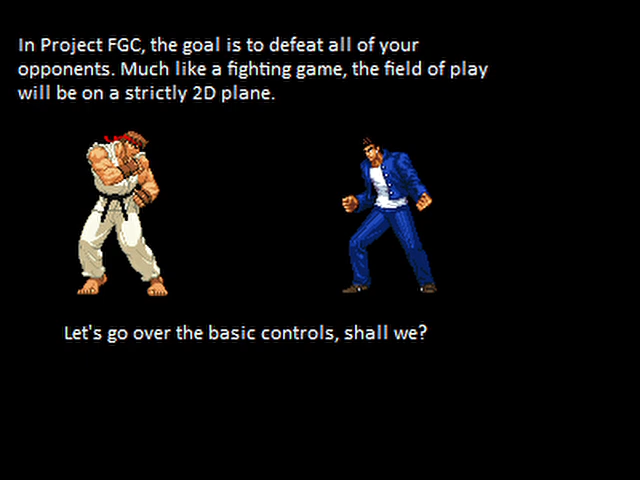 In Project FGC, the goal is to defeat all of your
opponents. Much like a fighting game, the field of play
will be on a strictly 2D plane.
Let's go over the basic controls, shall we?